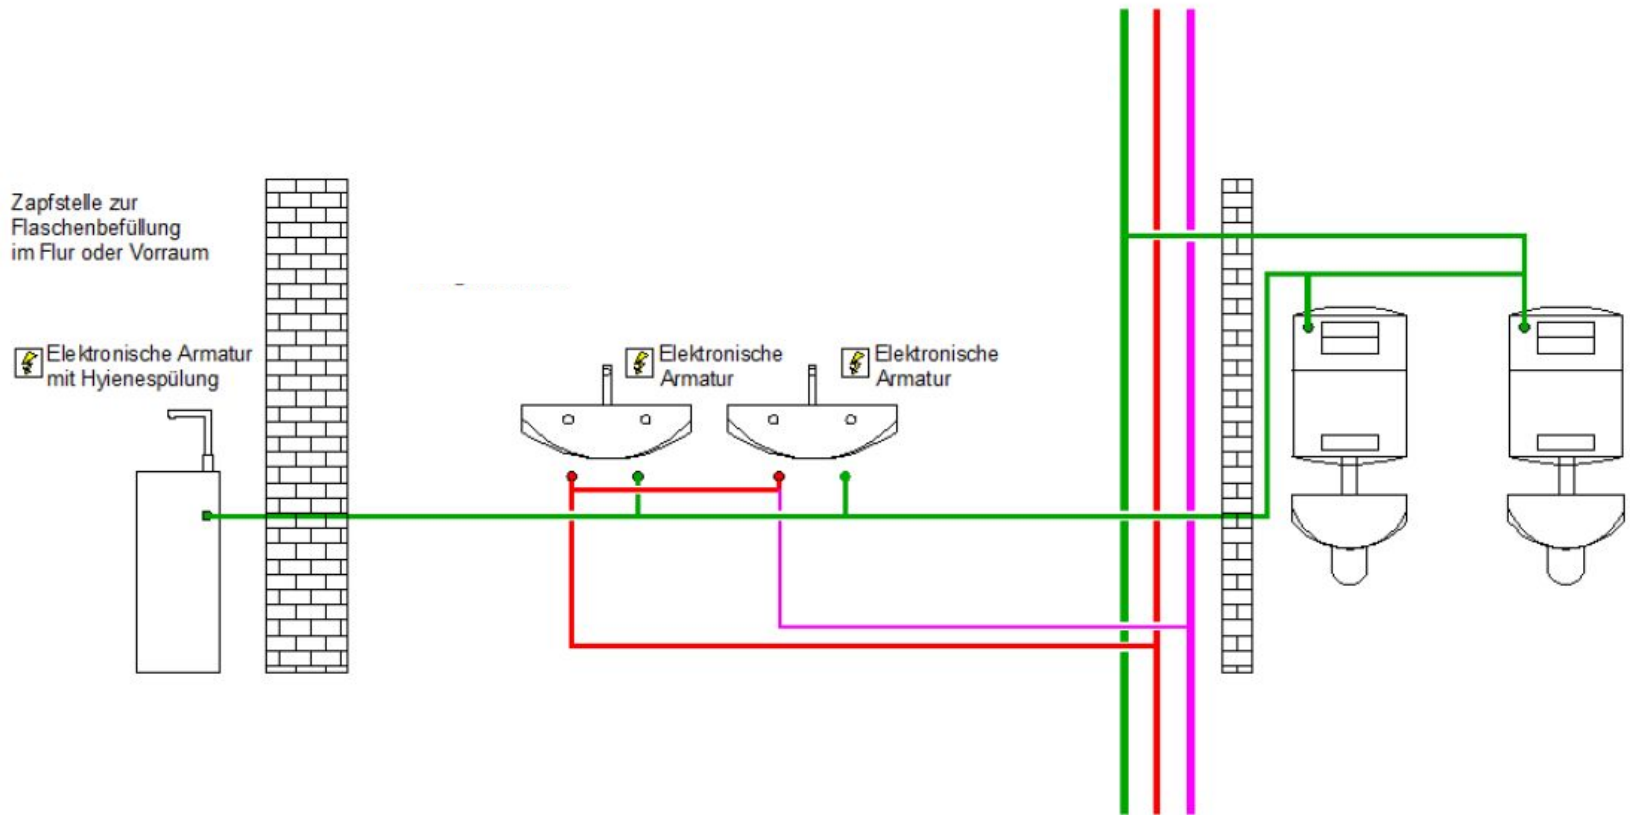 Zapfstelle zur
Flaschenbefüllung
im Flur oder Vorraum
Elektronische Armatur
mit Hyienespülung
Elektronische
Armatur
Elektronische
Armatur